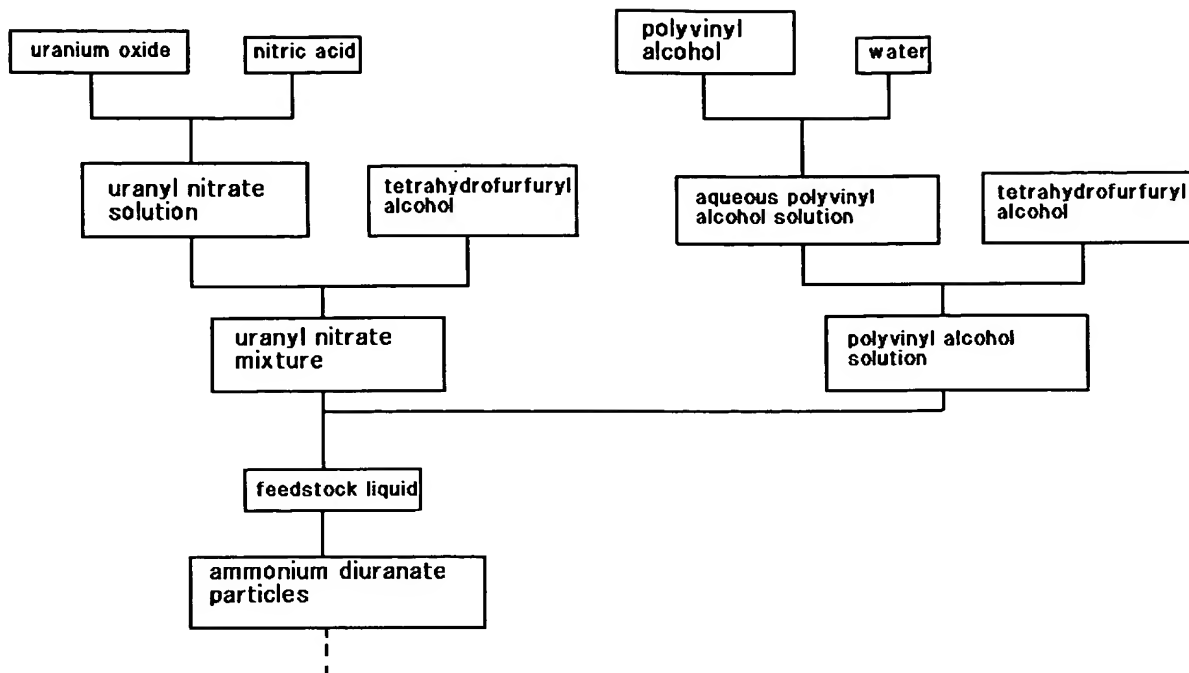 uranium oxide
nitric acid
polyvinyl
alcohol
water
uranyl nitrate
solution
tetrahydrofurfuryl
alcohol
aqueous polyvinyl
alcohol solution
tetrahydrofurfuryl
alcohol
uranyl nitrate
mixture
polyvinyl alcohol
solution
feedstock liquid
ammonium diuranate
particles